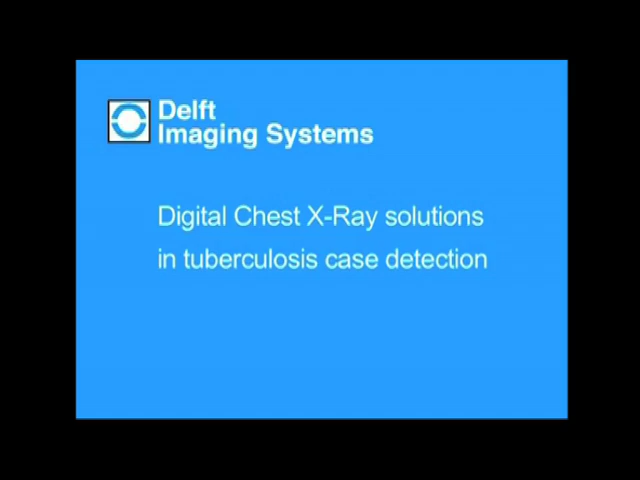 Delft
Imaging Systems
Digital Chest X-Ray solutions
in tuberculosis case detection